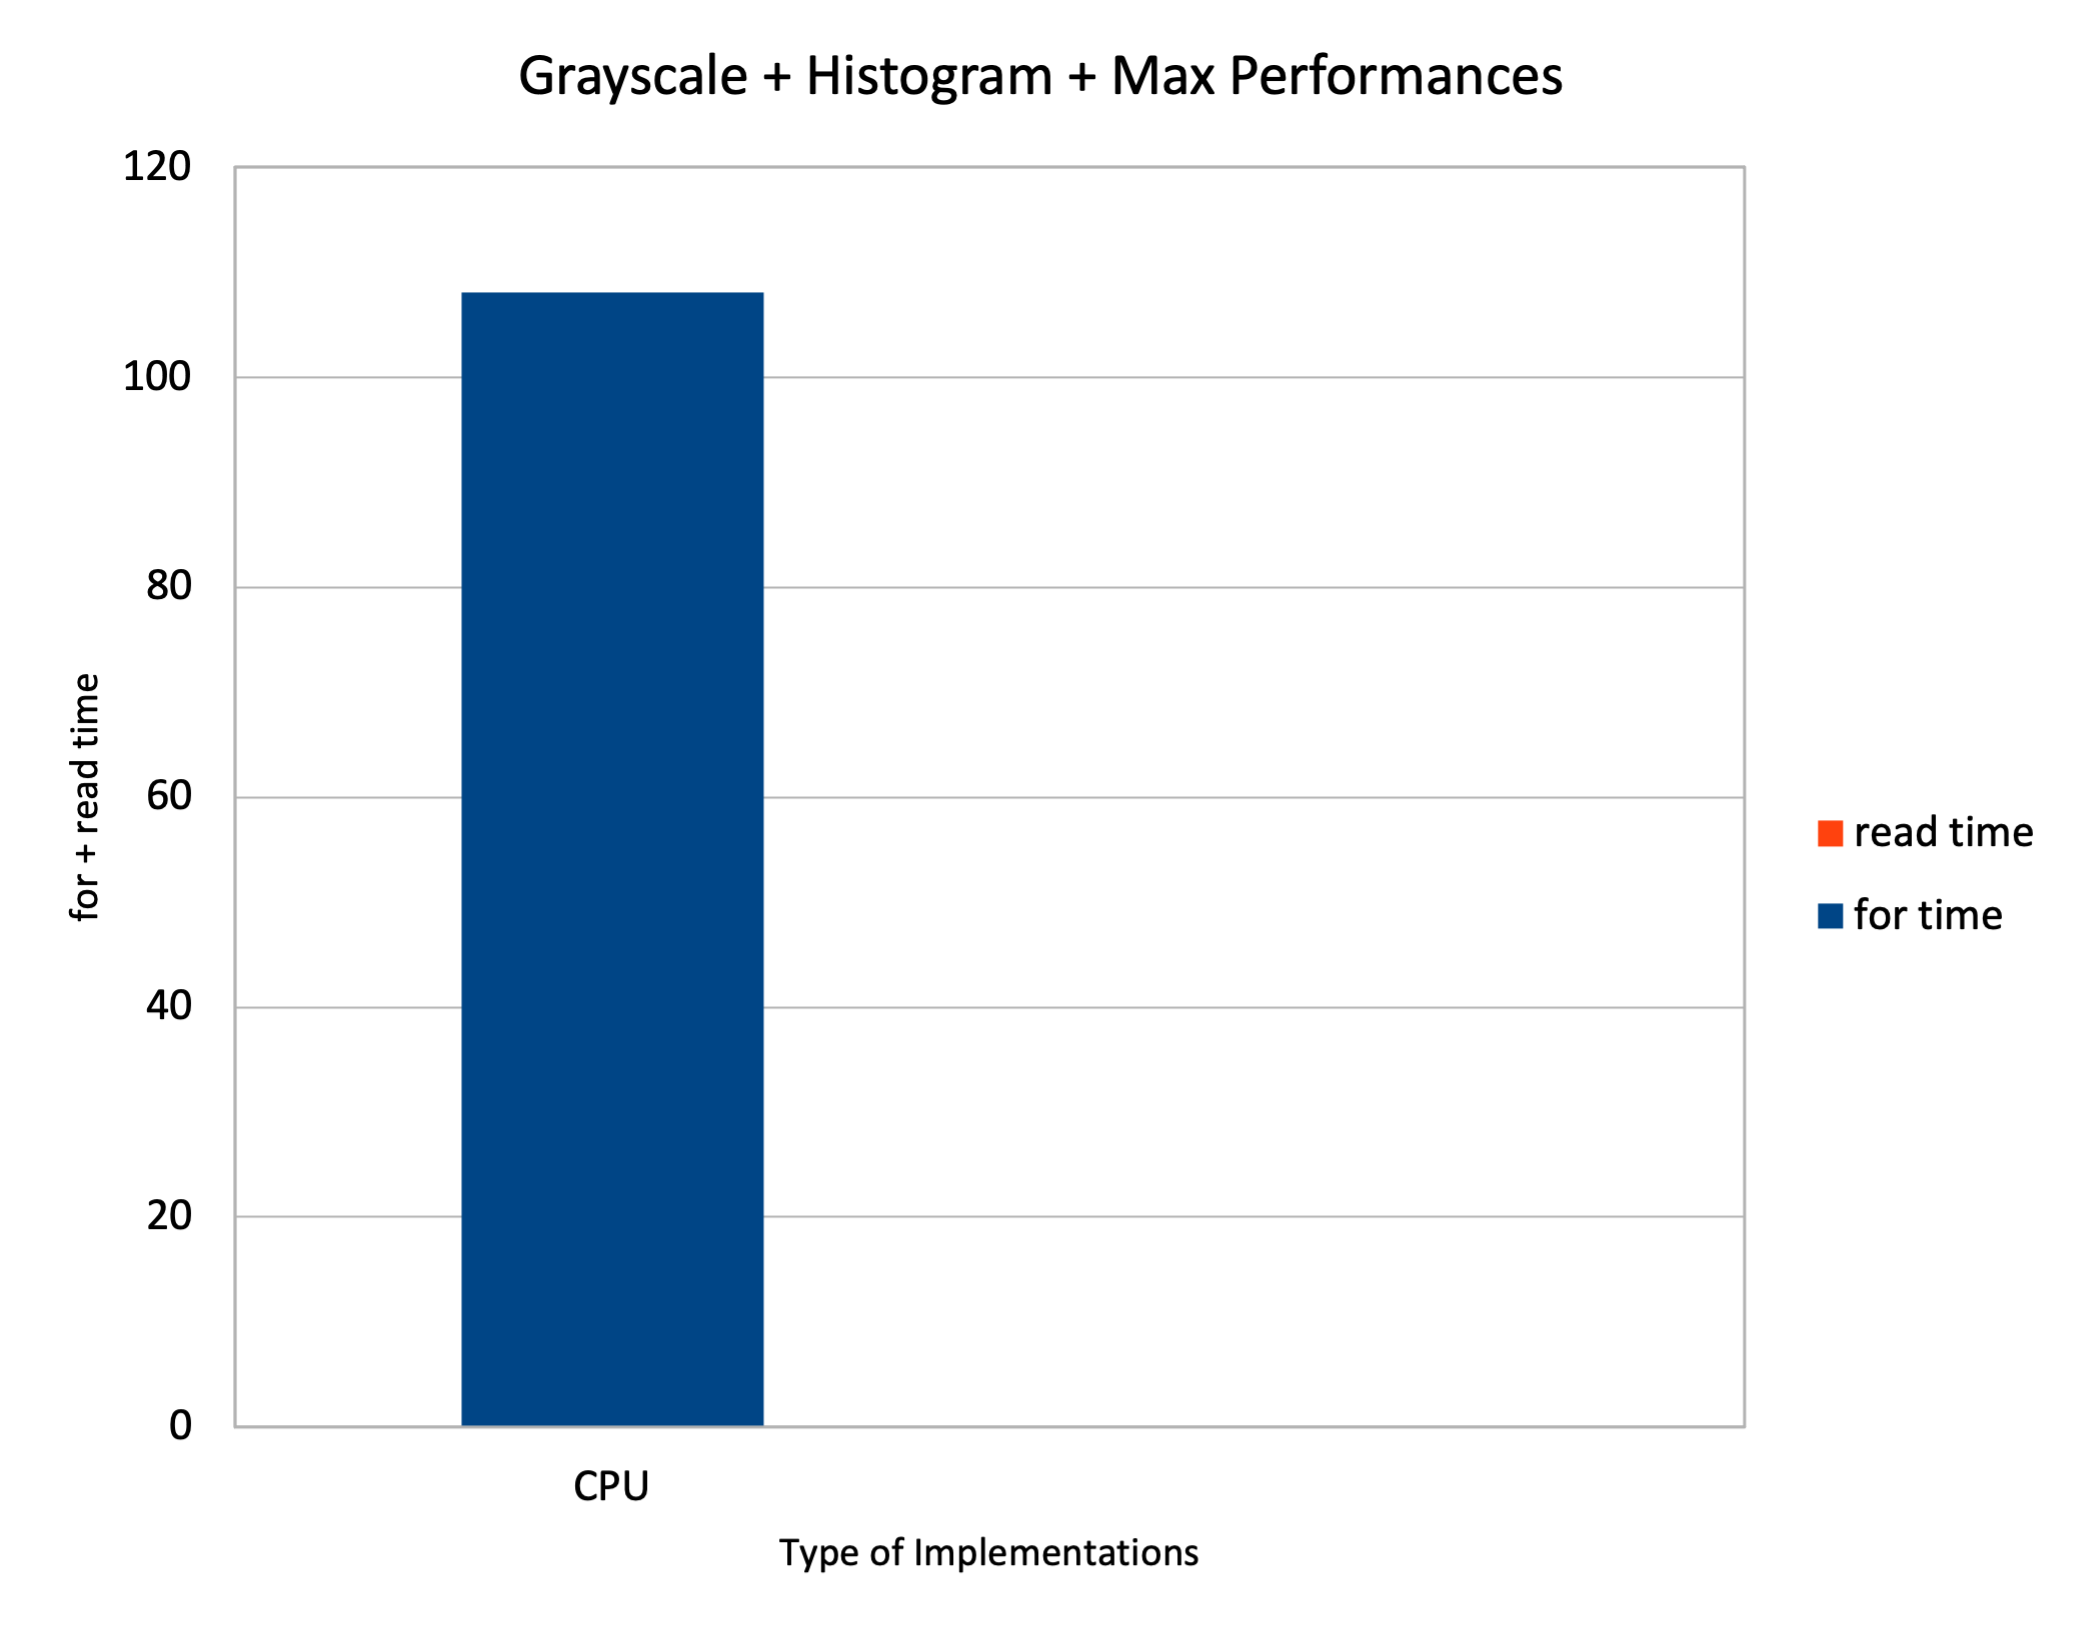 Grayscale + Histogram + Max Performances
120
100
80
60
40
20
0
for + read time
CPU
Type of Implementations
read time
for time